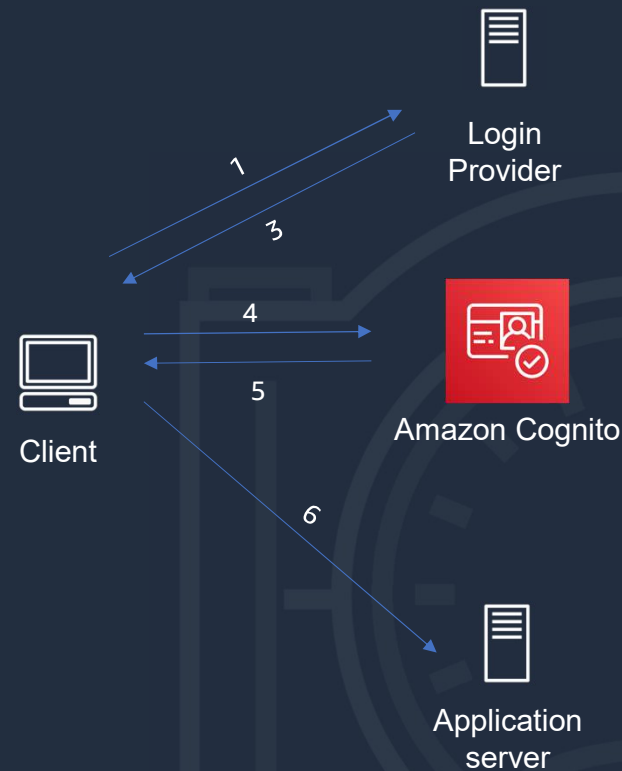 Login
Provider
1
3
4
5
Client
Amazon Cognito
6
Application
server